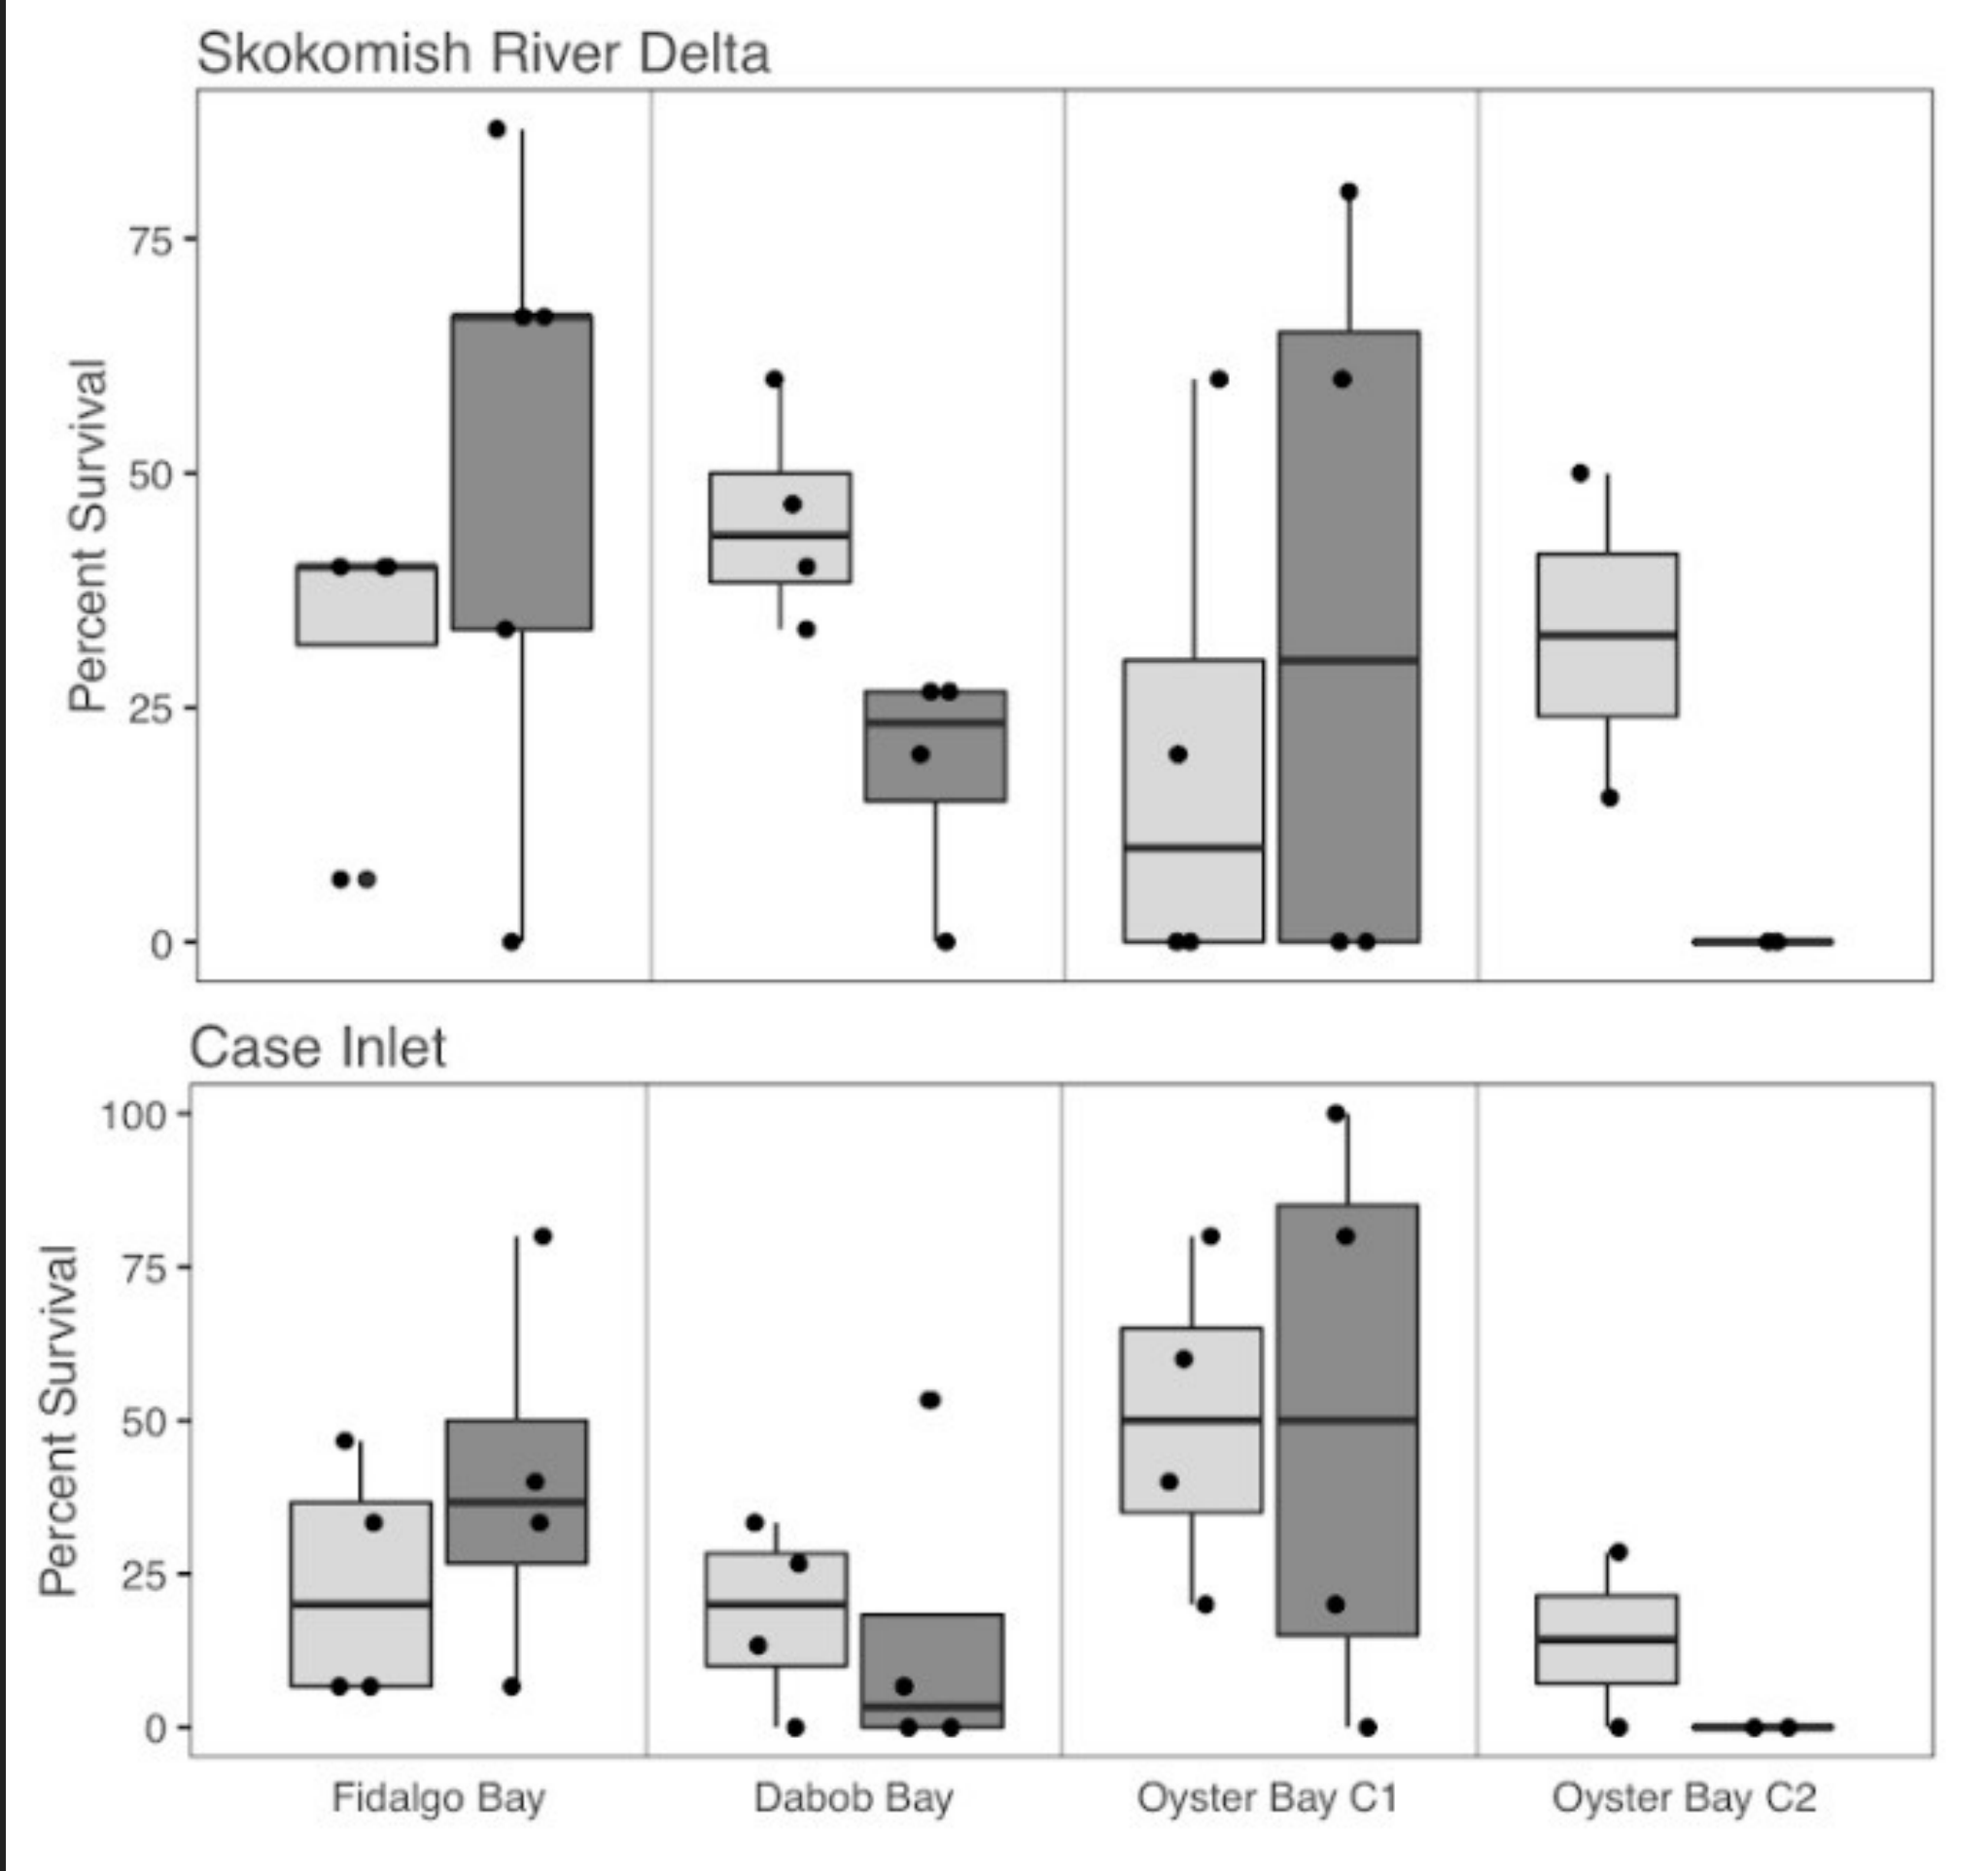 Skokomish River Delta
Percent Survival
75
50
25
0
Case Inlet
Percent Survival
100
75
50
25
0
Fidalgo Bay
Dabob Bay
Oyster Bay C1
Oyster Bay C2